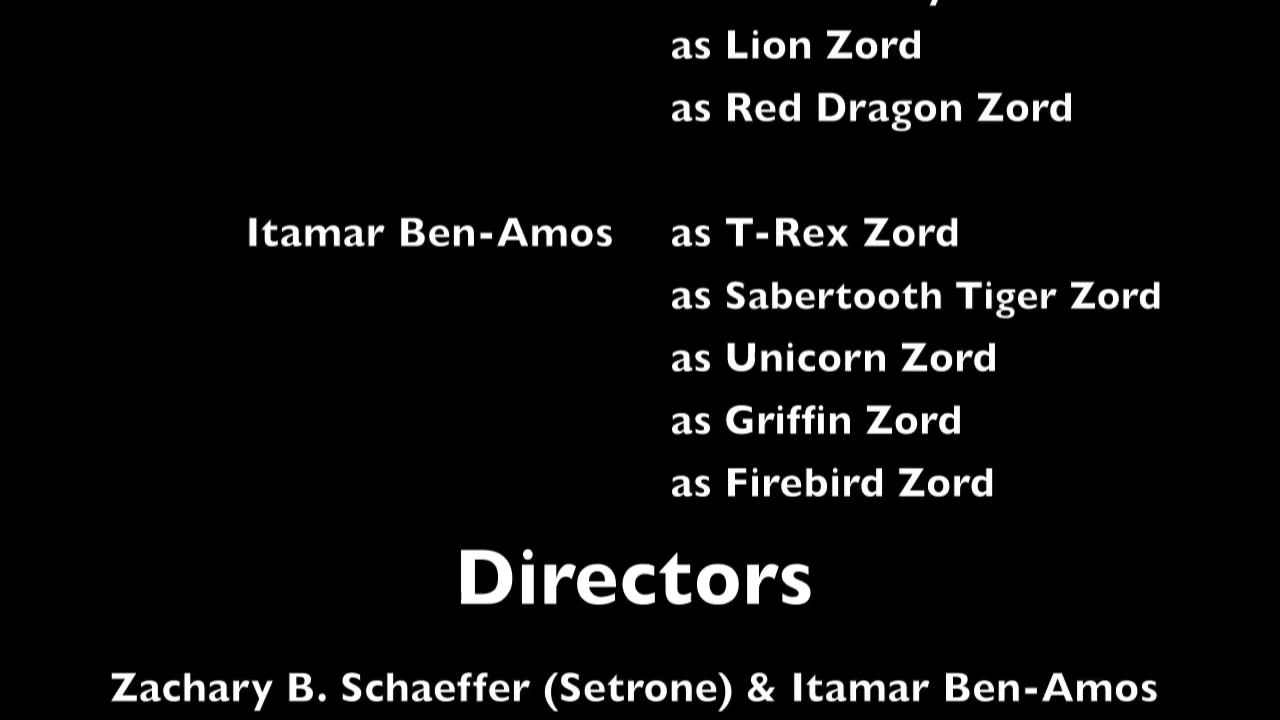 as Lion Zord
as Red Dragon Zord
Itamar Ben-Amos as T-Rex Zord
as Sabertooth Tiger Zord
as Unicorn Zord
as Griffin Zord
as Firebird Zord
Directors
Zachary B. Schaeffer (Setrone) & Itamar Ben-Amos